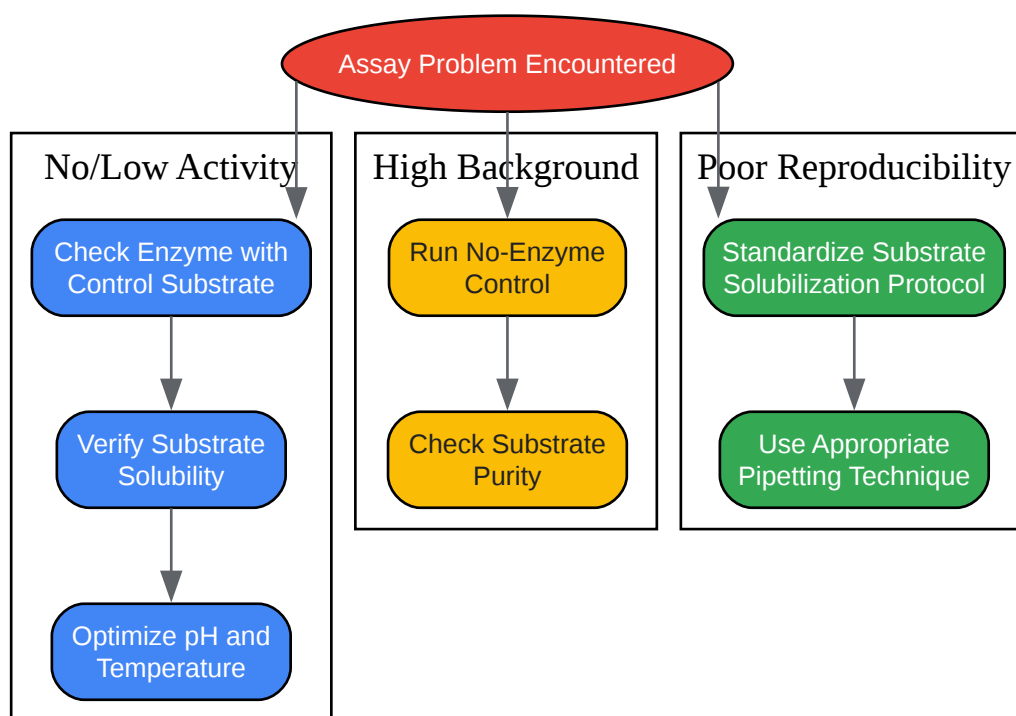 Assay Problem Encountered
No/Low Activity
High Background
Poor Reproducibility
Check Enzyme with
Control Substrate
Run No-Enzyme
Control
Standardize Substrate
Solubilization Protocol
Verify Substrate
Solubility
Check Substrate
Purity
Use Appropriate
Pipetting Technique
Optimize pH and
Temperature